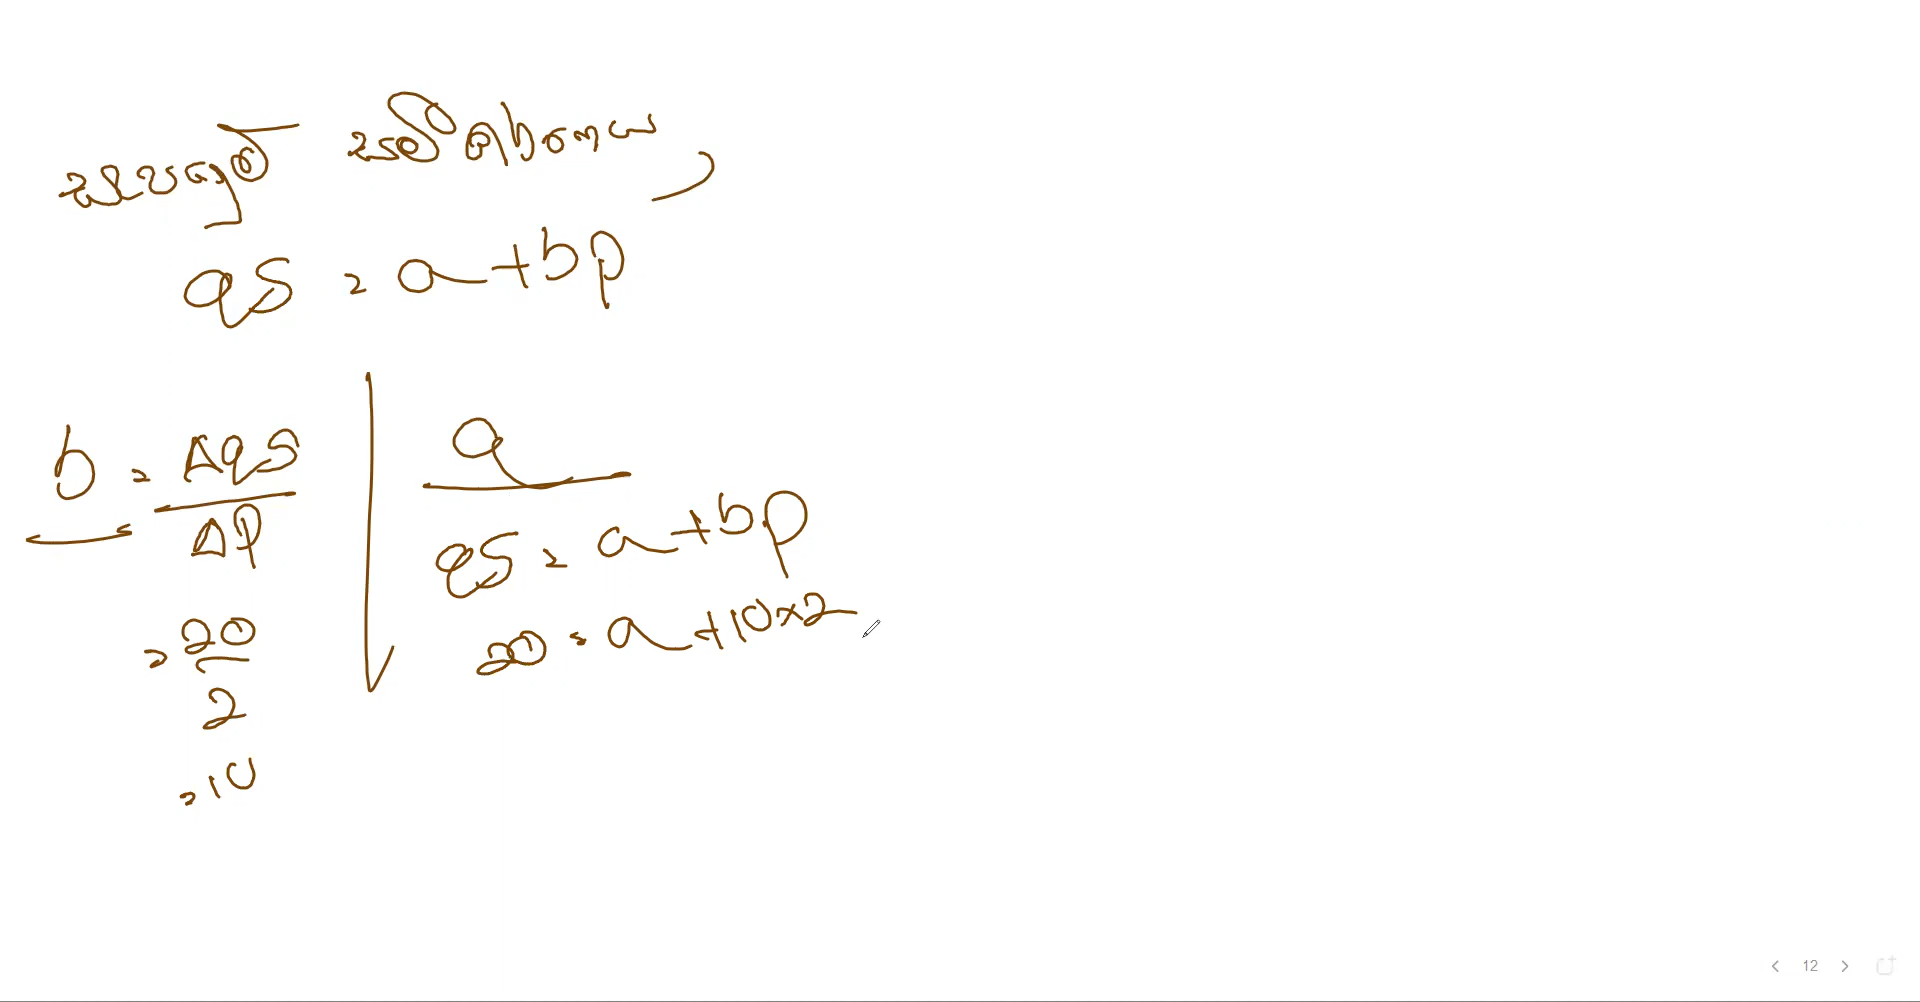 සැපයුම් සමීකරණය
qs = a+bp
b = Δqs
Δp
= 20
2
= 10
a
qs = a+bp
20 = a+10×2
12